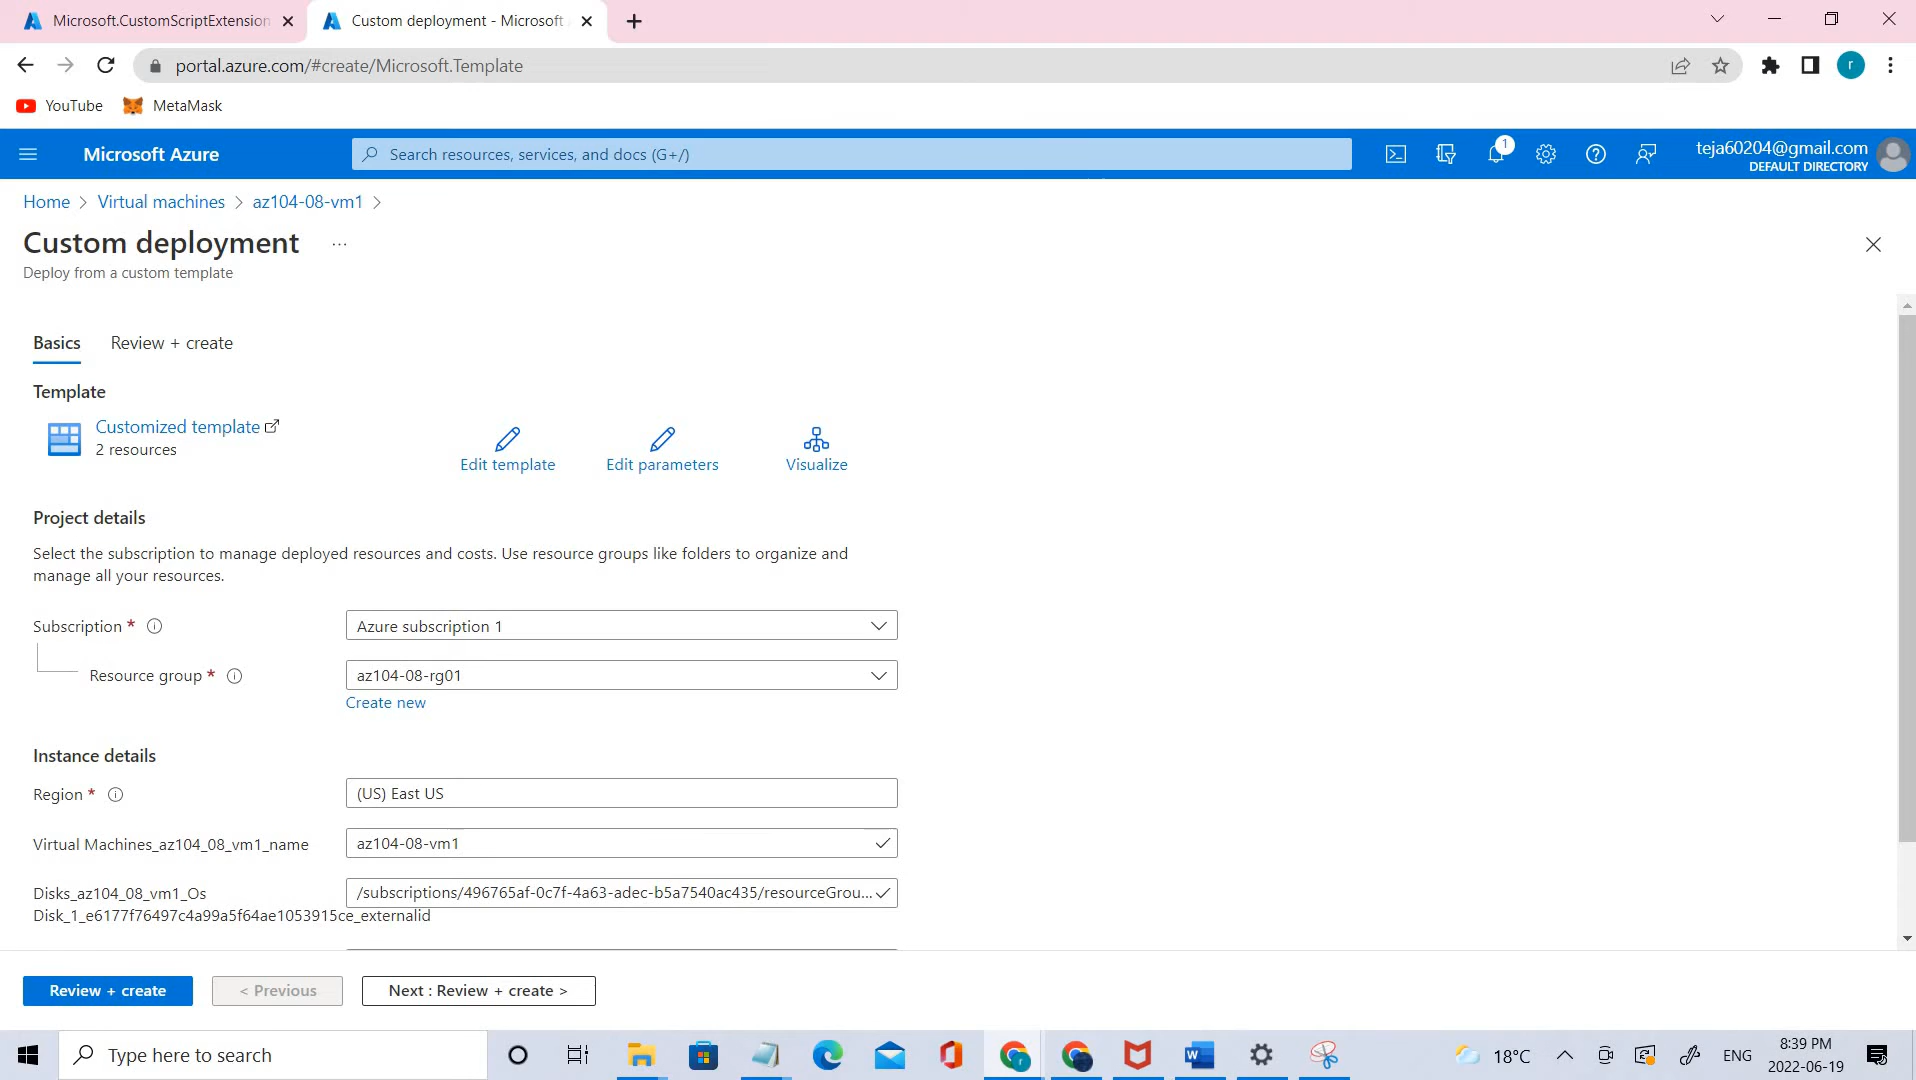 Microsoft.CustomScriptExtension
Custom deployment - Microsoft
portal.azure.com/#create/Microsoft.Template
r
YouTube
MetaMask
Microsoft Azure
Search resources, services, and docs (G+/)
1
teja60204@gmail.com
DEFAULT DIRECTORY
Home > Virtual machines > az104-08-vm1 >
Custom deployment ...
Deploy from a custom template
Basics
Review + create
Template
Customized template
2 resources
Edit template
Edit parameters
Visualize
Project details
Select the subscription to manage deployed resources and costs. Use resource groups like folders to organize and
manage all your resources.
Subscription *
Azure subscription 1
Resource group *
az104-08-rg01
Create new
Instance details
Region *
(US) East US
Virtual Machines_az104_08_vm1_name
az104-08-vm1
Disks_az104_08_vm1_Os
Disk_1_e6177f76497c4a99a5f64ae1053915ce_externalid
/subscriptions/496765af-0c7f-4a63-adec-b5a7540ac435/resourceGrou...
Review + create
< Previous
Next : Review + create >
Type here to search
18°C
ENG
8:39 PM
2022-06-19